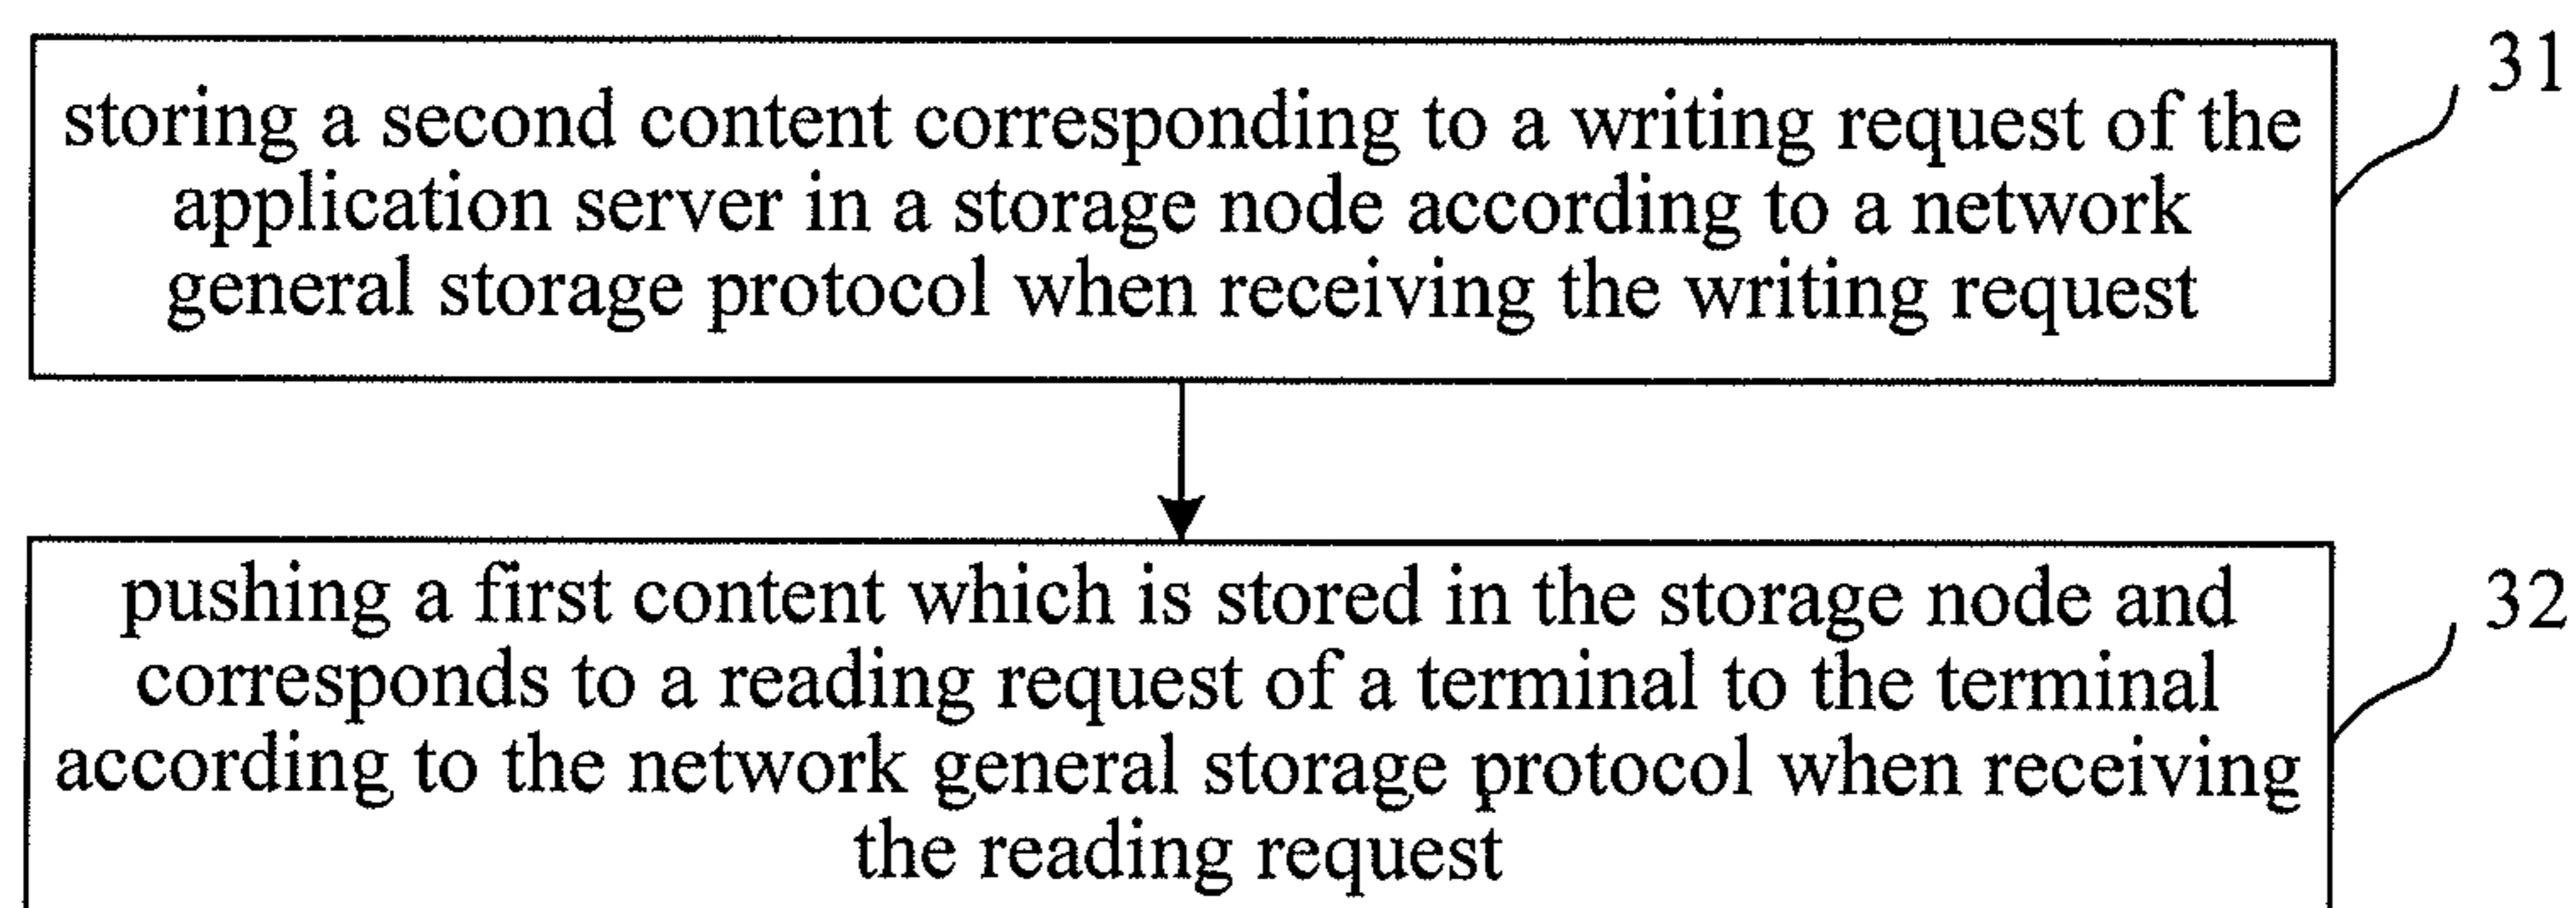 storing a second content corresponding to a writing request of the
application server in a storage node according to a network
general storage protocol when receiving the writing request
31
pushing a first content which is stored in the storage node and
corresponds to a reading request of a terminal to the terminal
according to the network general storage protocol when receiving
the reading request
32